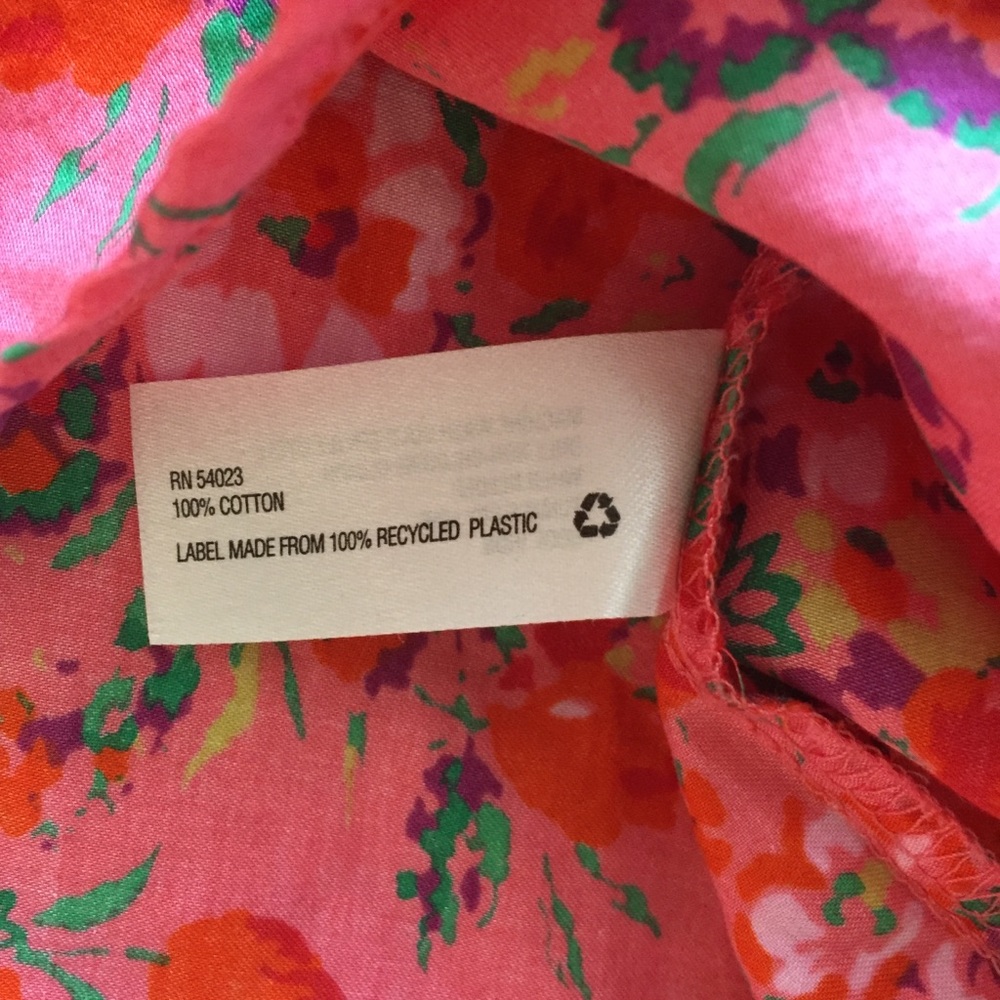 RN 54023
100% COTTON
LABEL MADE FROM 100% RECYCLED PLASTIC